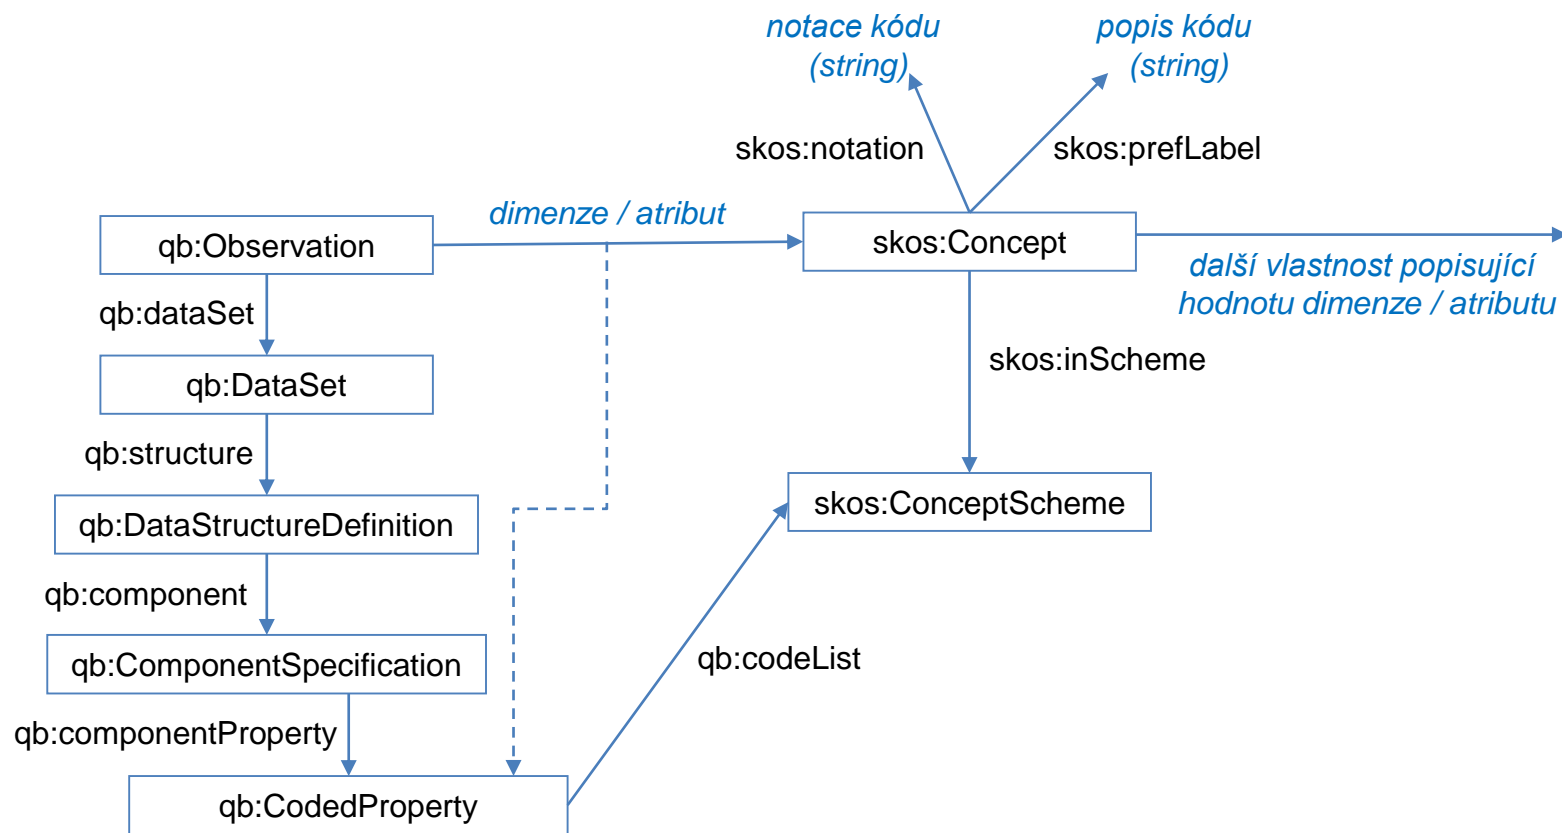 notace kódu
(string)
popis kódu
(string)
skos:notation
skos:prefLabel
dimenze / atribut
qb:Observation
skos:Concept
další vlastnost popisující
hodnotu dimenze / atributu
qb:dataSet
skos:inScheme
qb:DataSet
qb:structure
skos:ConceptScheme
qb:DataStructureDefinition
qb:component
qb:codeList
qb:ComponentSpecification
qb:componentProperty
qb:CodedProperty